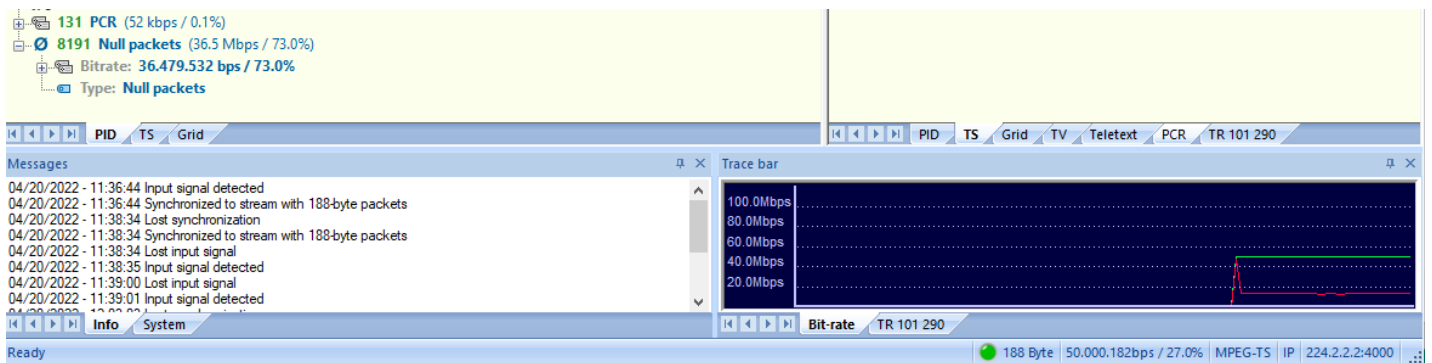 131 PCR (52 kbps / 0.1%)
8191 Null packets (36.5 Mbps / 73.0%)
Bitrate: 36.479.532 bps / 73.0%
Type: Null packets
PID TS Grid
PID TS Grid TV Teletext PCR TR 101 290
Messages
04/20/2022 - 11:36:44 Input signal detected
04/20/2022 - 11:36:44 Synchronized to stream with 188-byte packets
04/20/2022 - 11:38:34 Lost synchronization
04/20/2022 - 11:38:34 Synchronized to stream with 188-byte packets
04/20/2022 - 11:38:34 Lost input signal
04/20/2022 - 11:38:35 Input signal detected
04/20/2022 - 11:39:00 Lost input signal
04/20/2022 - 11:39:01 Input signal detected
Info System
Trace bar
100.0Mbps
80.0Mbps
60.0Mbps
40.0Mbps
20.0Mbps
Bit-rate TR 101 290
Ready
188 Byte 50.000.182bps / 27.0% MPEG-TS IP 224.2.2.2:4000